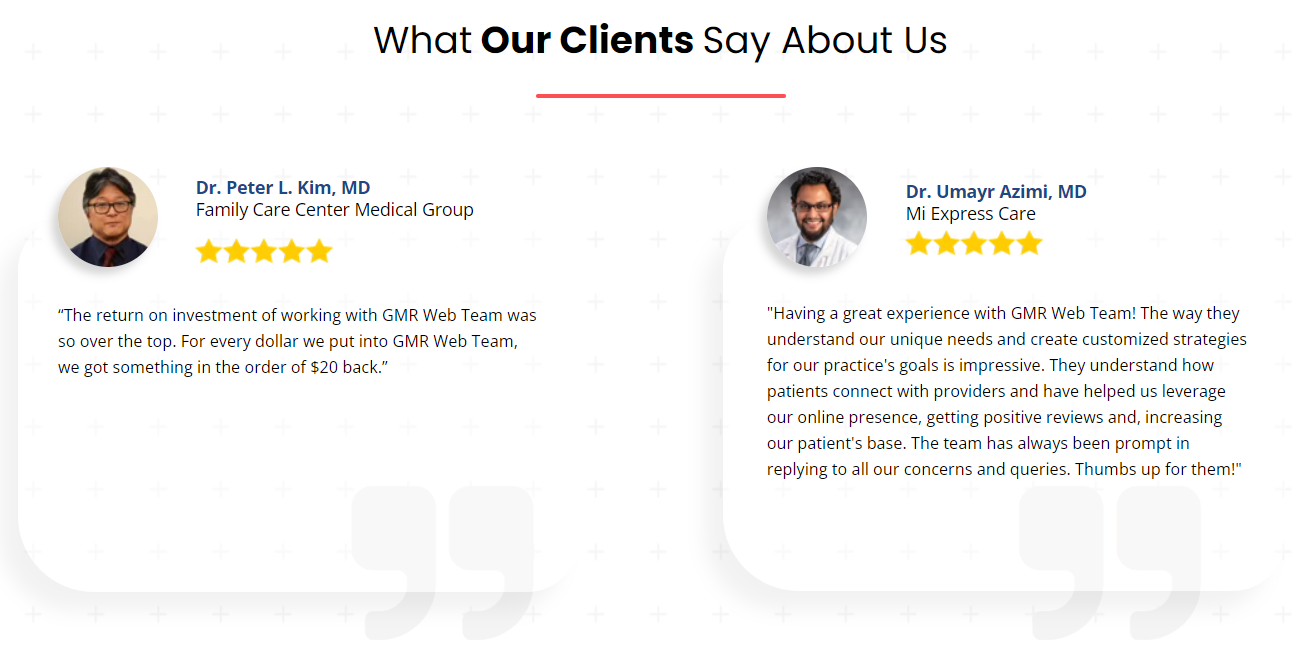 What Our Clients Say About Us
Dr. Peter L. Kim, MD
Family Care Center Medical Group
“The return on investment of working with GMR Web Team was
so over the top. For every dollar we put into GMR Web Team,
we got something in the order of $20 back.”
Dr. Umayr Azimi, MD
Mi Express Care
"Having a great experience with GMR Web Team! The way they
understand our unique needs and create customized strategies
for our practice's goals is impressive. They understand how
patients connect with providers and have helped us leverage
our online presence, getting positive reviews and, increasing
our patient's base. The team has always been prompt in
replying to all our concerns and queries. Thumbs up for them!"